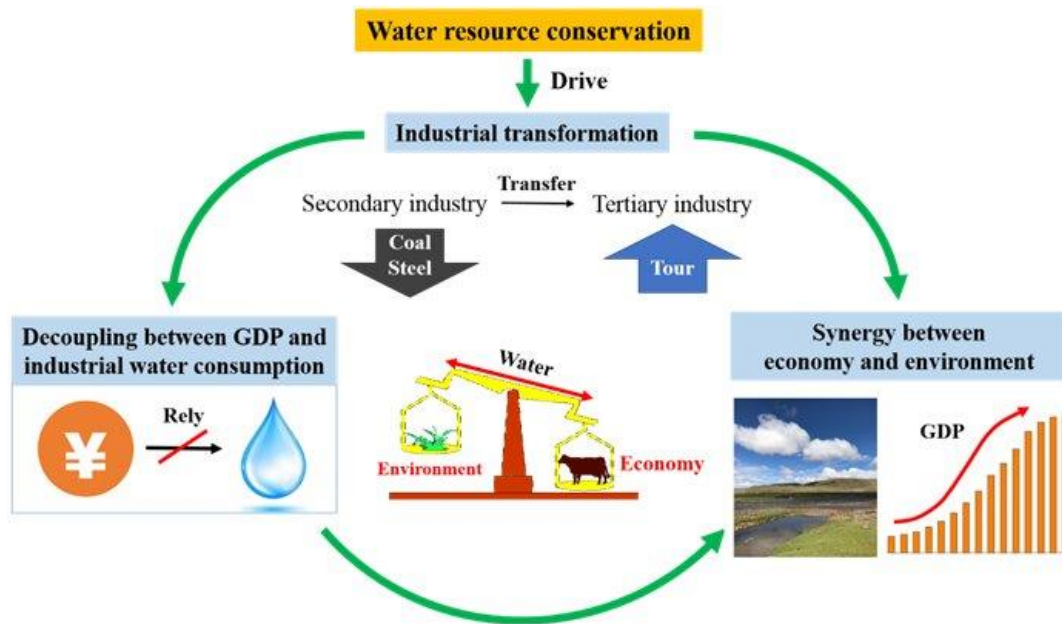 Water resource conservation
Drive
Industrial transformation
Transfer
Secondary industry
Tertiary industry
Coal
Steel
Tour
Decoupling between GDP and
industrial water consumption
Rely
¥
Water
Environment
Economy
Synergy between
economy and environment
GDP